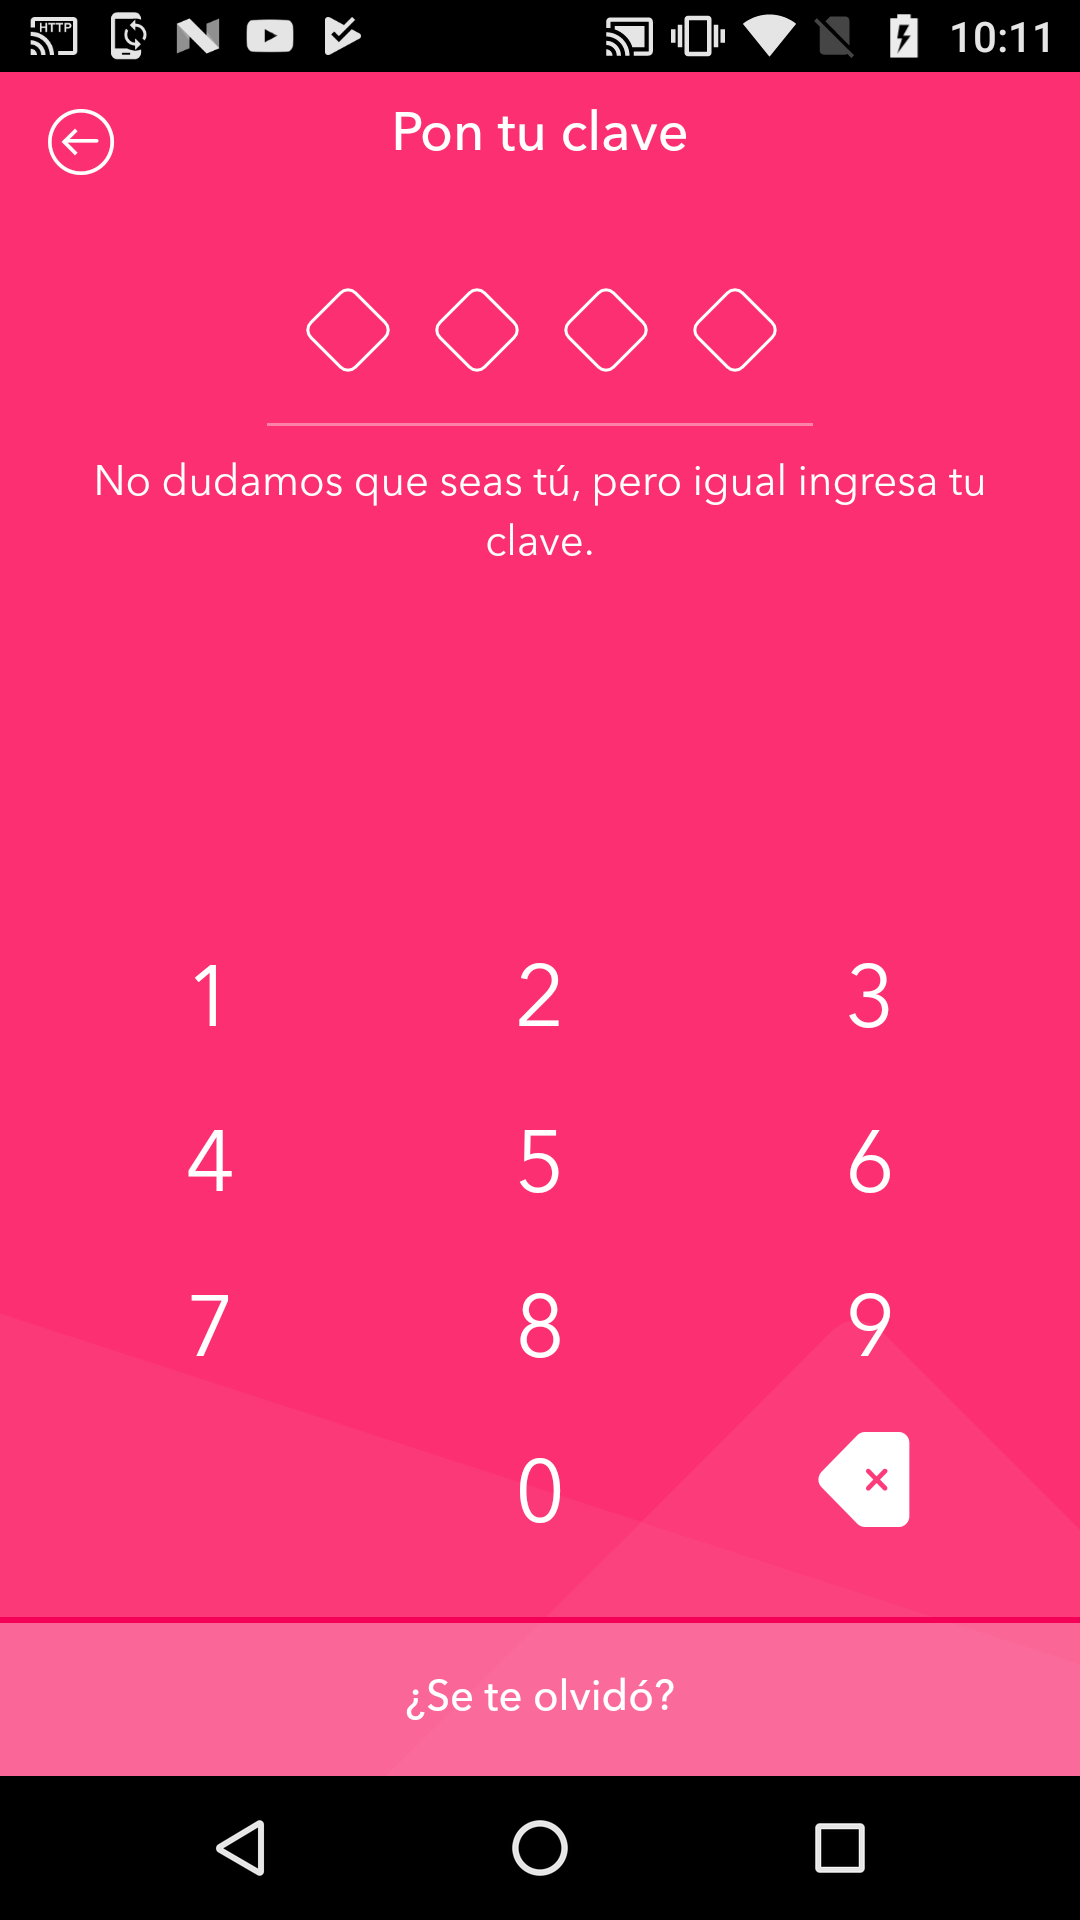 HTTP
10:11
Pon tu clave
No dudamos que seas tú, pero igual ingresa tu
clave.
1 2 3
4 5 6
7 8 9
0
¿Se te olvidó?